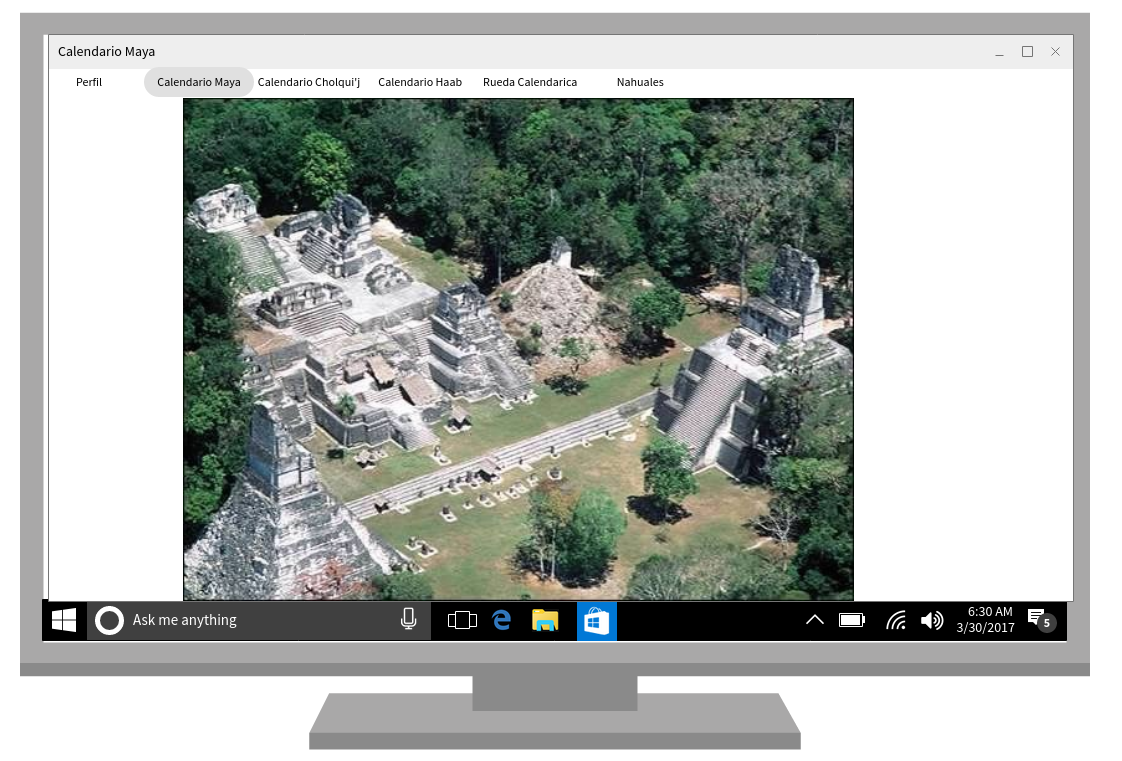 Calendario Maya
Perfil Calendario Maya Calendario Cholqui'j Calendario Haab Rueda Calendarica Nahuales
Ask me anything
6:30 AM
3/30/2017
5